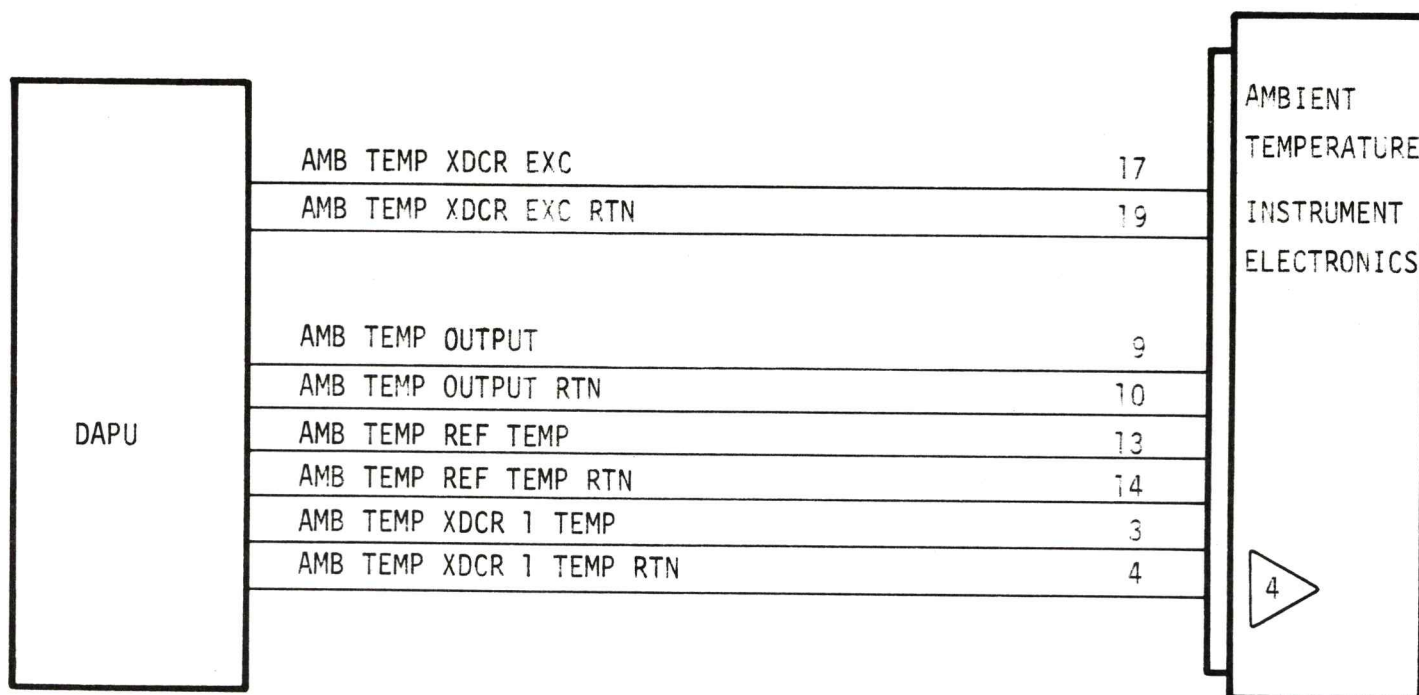 DAPU
AMB TEMP XDCR EXC 17
AMB TEMP XDCR EXC RTN 19
AMB TEMP OUTPUT 9
AMB TEMP OUTPUT RTN 10
AMB TEMP REF TEMP 13
AMB TEMP REF TEMP RTN 14
AMB TEMP XDCR 1 TEMP 3
AMB TEMP XDCR 1 TEMP RTN 4
AMBIENT
TEMPERATURE
INSTRUMENT
ELECTRONICS
4